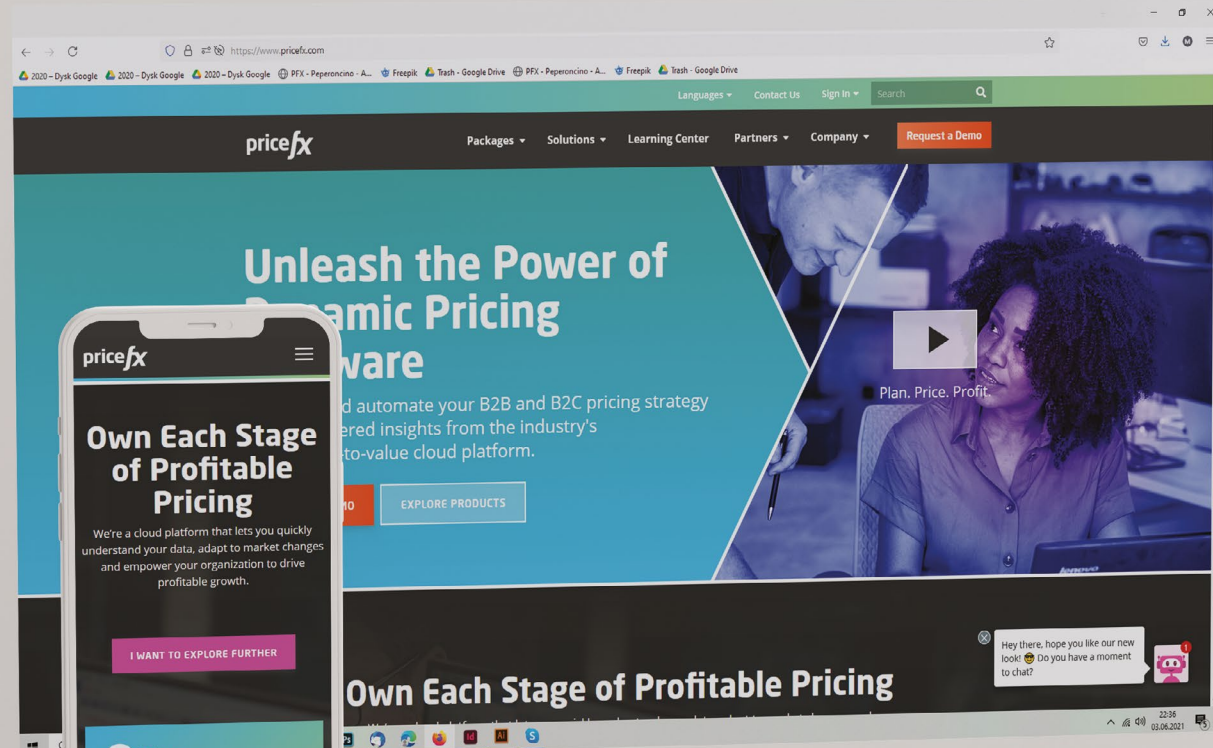 https://www.pricefx.com
2020 – Dysk Google 2020 – Dysk Google 2020 – Dysk Google PFX - Peperoncino - A... Freepik Trash - Google Drive PFX - Peperoncino - A... Freepik Trash - Google Drive
Languages Contact Us Sign In Search
pricefx Packages Solutions Learning Center Partners Company Request a Demo
Unleash the Power of
amic Pricing
ware
d automate your B2B and B2C pricing strategy
ered insights from the industry's
-to-value cloud platform.
MO EXPLORE PRODUCTS
Plan. Price. Profit.
lenovo
pricefx
Own Each Stage
of Profitable
Pricing
We're a cloud platform that lets you quickly
understand your data, adapt to market changes
and empower your organization to drive
profitable growth.
I WANT TO EXPLORE FURTHER
Own Each Stage of Profitable Pricing
Hey there, hope you like our new
look! 🤓 Do you have a moment
to chat?
1
Ps Id Ai S
22:36
03.06.2021
5